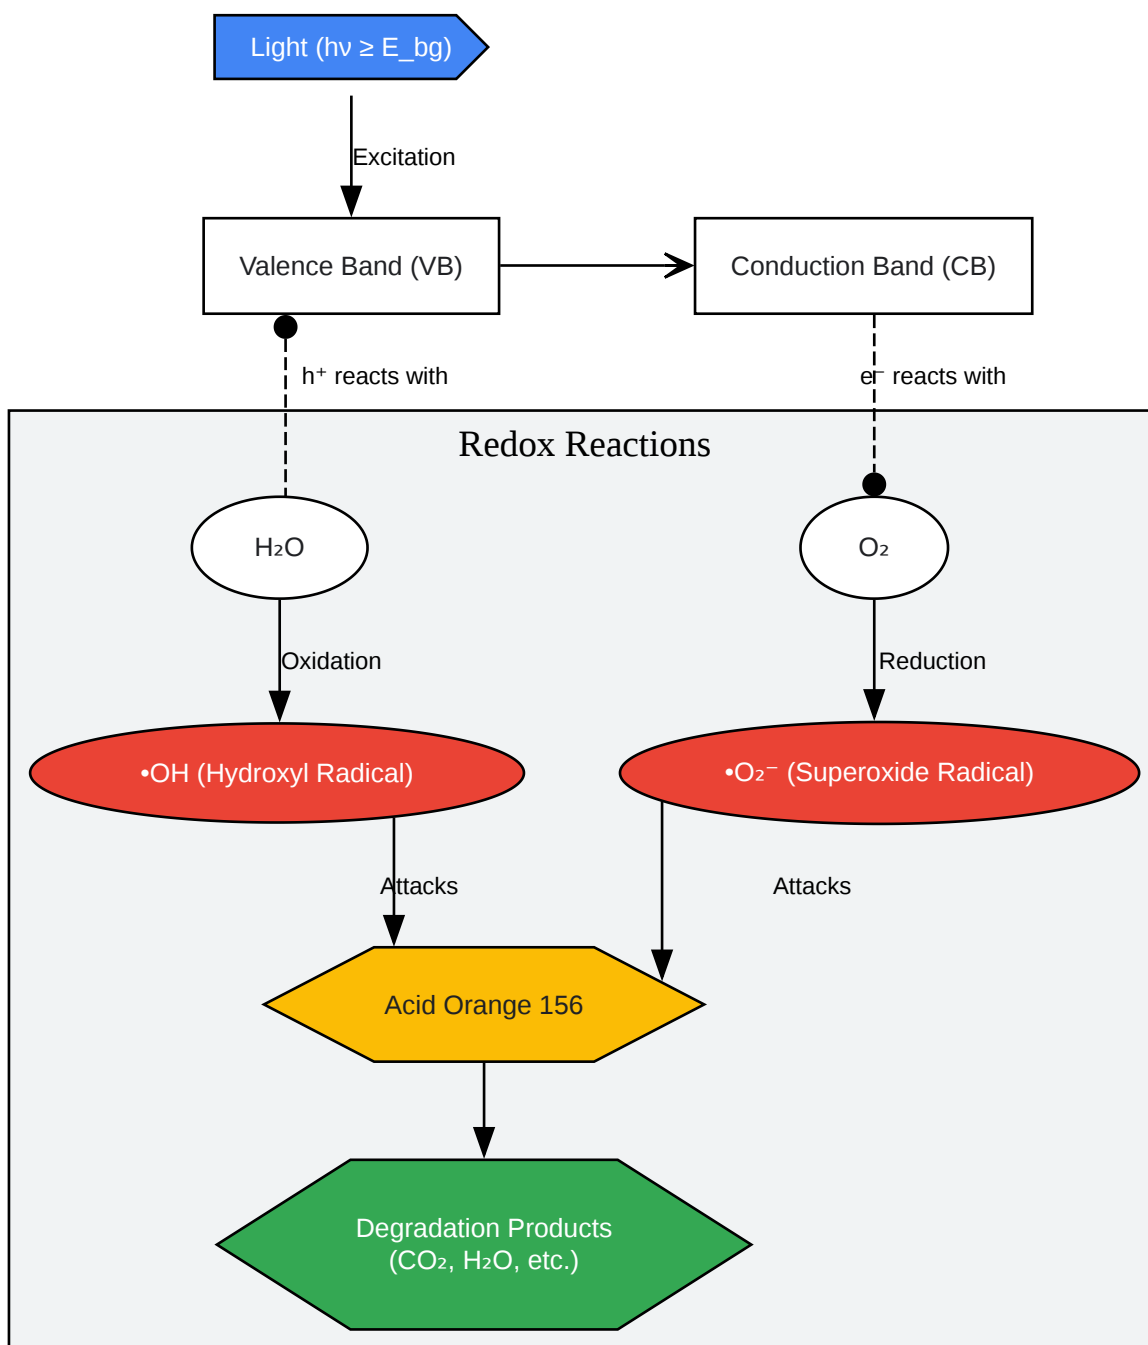 Light (hν ≥ E_bg)
Excitation
Valence Band (VB)
Conduction Band (CB)
h⁺ reacts with
e⁻ reacts with
Redox Reactions
H₂O
O₂
Oxidation
Reduction
•OH (Hydroxyl Radical)
•O₂⁻ (Superoxide Radical)
Attacks
Attacks
Acid Orange 156
Degradation Products
(CO₂, H₂O, etc.)